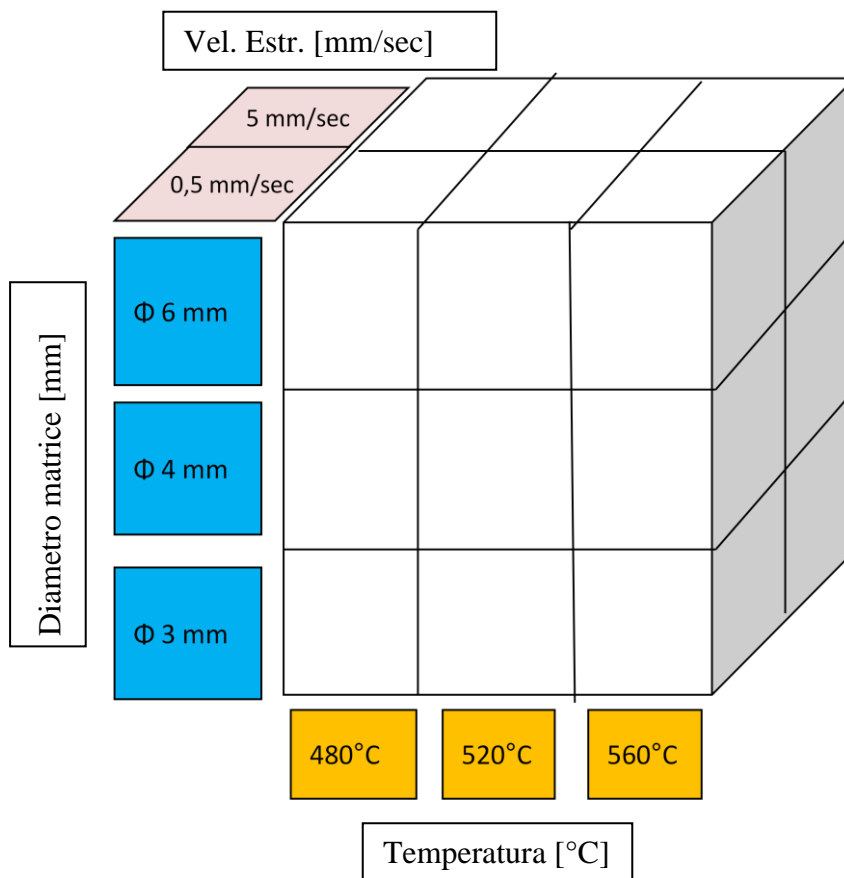 Vel. Estr. [mm/sec]
5 mm/sec
0,5 mm/sec
Diametro matrice [mm]
Φ 6 mm
Φ 4 mm
Φ 3 mm
480°C
520°C
560°C
Temperatura [°C]